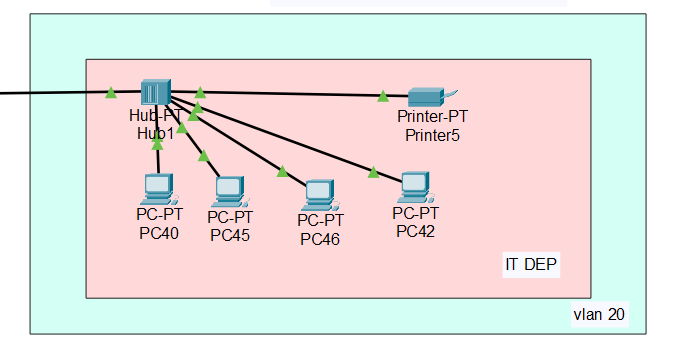 Hub-PT
Hub1
Printer-PT
Printer5
PC-PT
PC40
PC-PT
PC45
PC-PT
PC46
PC-PT
PC42
IT DEP
vlan 20